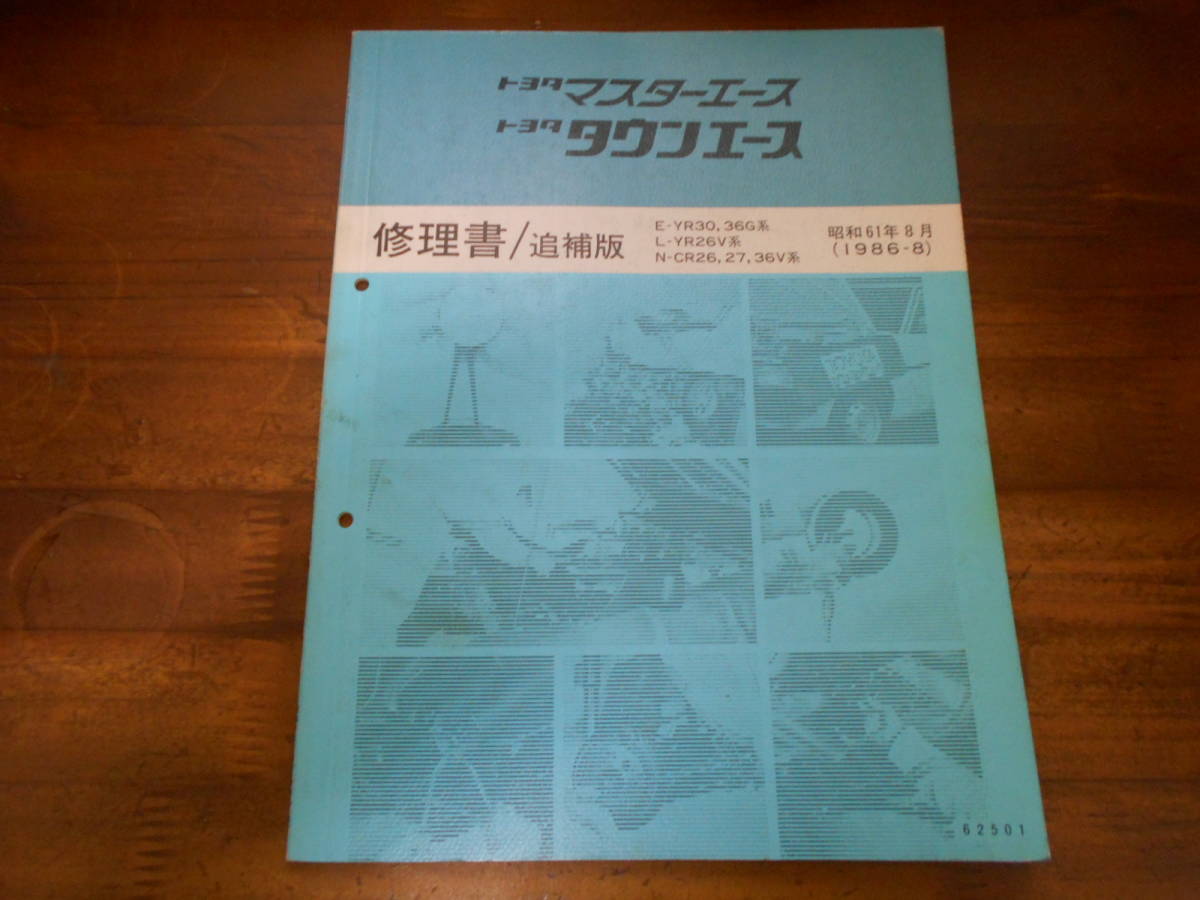 トヨタ マスターエース
トヨタ タウンエース
修理書/追補版
E-YR30, 36G系
L-YR26V系
N-CR26, 27, 36V系
昭和61年8月
(1986-8)
62501